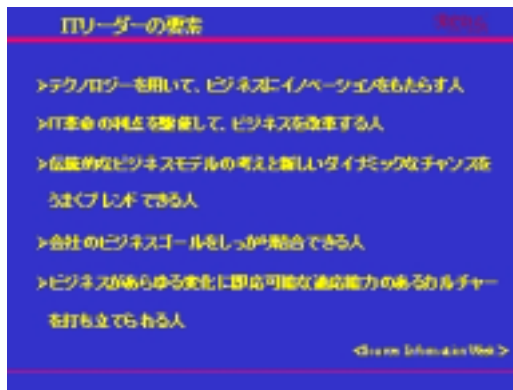 ITリーダーの要素
➢テクノロジーを用いて、ビジネスにイノベーションをもたらす人
➢IT革命の利点を駆使して、ビジネスを改革する人
➢伝統的なビジネスモデルの考えと新しいダイナミックなチャンスを
うまくブレンドできる人
➢会社のビジネスゴールをしっかり結合できる人
➢ビジネスがあらゆる変化に即応可能な適応能力のあるカルチャー
を打ち立てられる人
<Source: Information Week >